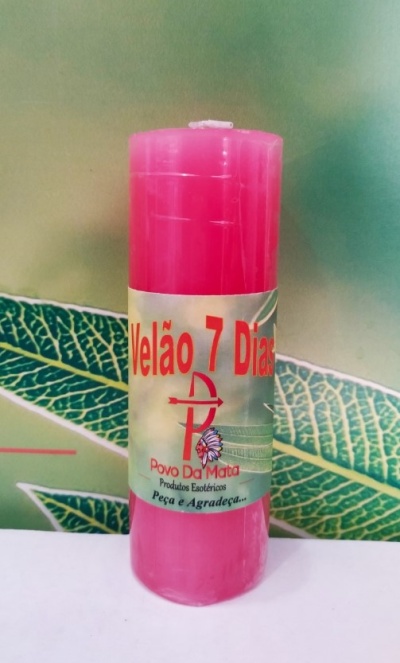 Velão 7 Dias
Povo Da Mata
Produtos Esotéricos
Peça e Agradeça...